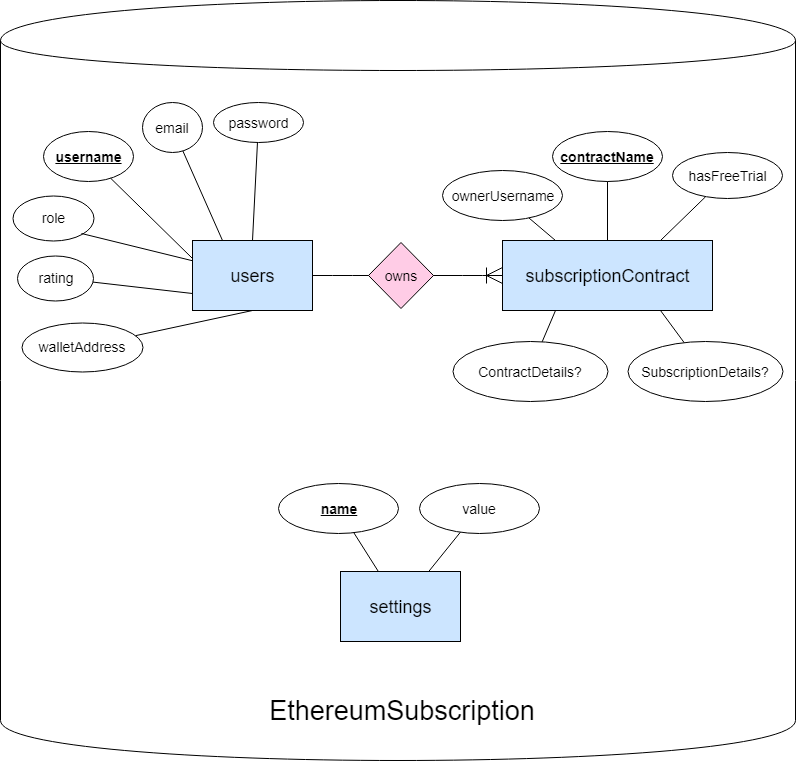 email
password
username
contractName
hasFreeTrial
ownerUsername
role
rating
users
owns
subscriptionContract
walletAddress
ContractDetails?
SubscriptionDetails?
name
value
settings
EthereumSubscription